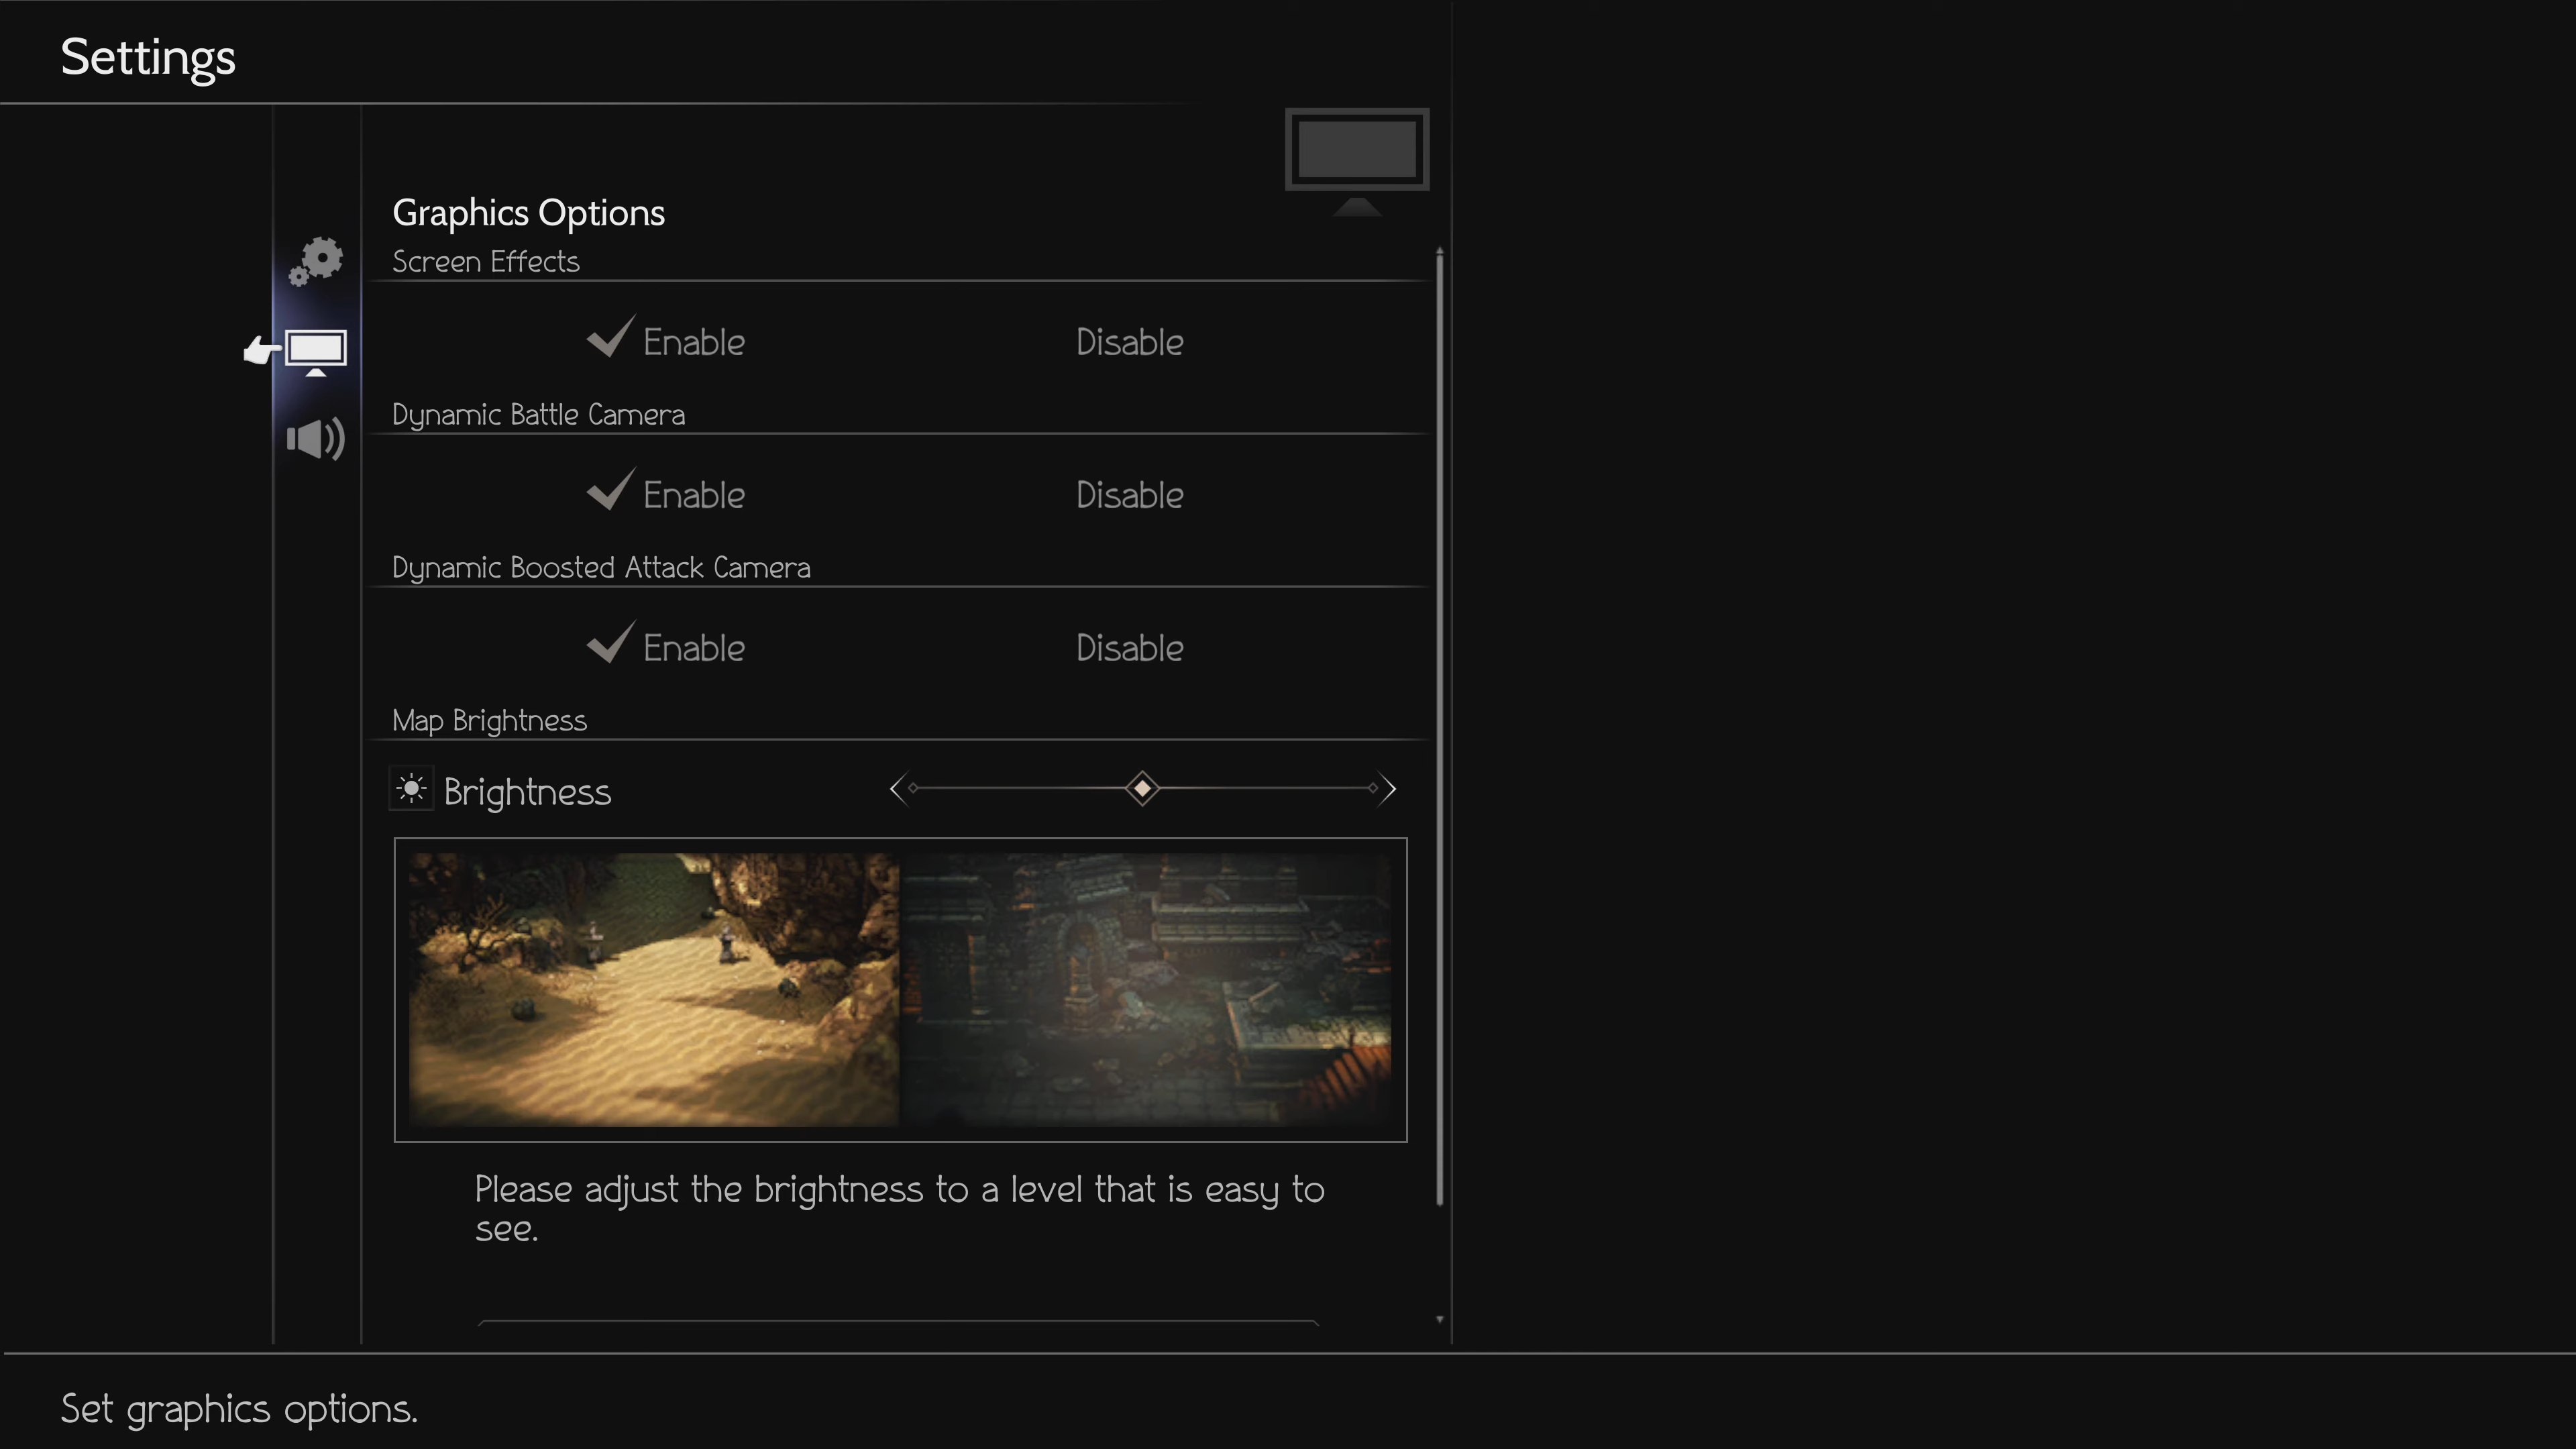 Settings
Graphics Options
Screen Effects
Enable Disable
Dynamic Battle Camera
Enable Disable
Dynamic Boosted Attack Camera
Enable Disable
Map Brightness
Brightness
Please adjust the brightness to a level that is easy to
see.
Set graphics options.